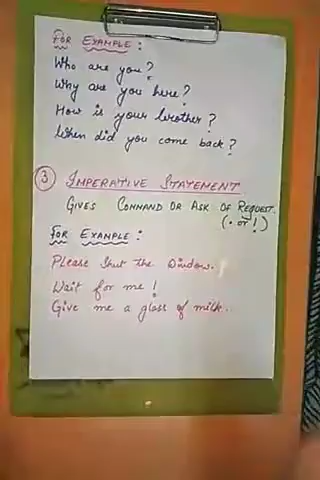 FOR EXAMPLE :
Who are you?
Why are you here?
How is your brother?
When did you come back?
③ IMPERATIVE STATEMENT
GIVES COMMAND OR ASK OF REQUEST.
(. or !)
FOR EXAMPLE :
Please Shut the Window.
Wait for me !
Give me a glass of milk.